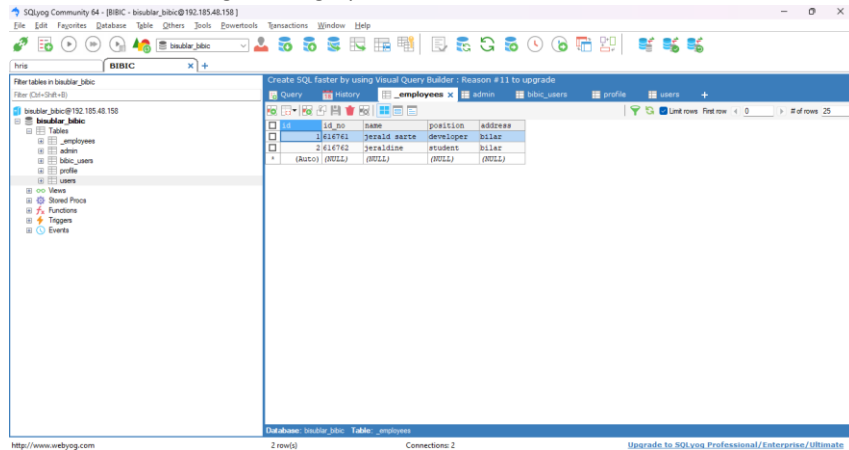 SQLyog Community 64 - [BIBIC - bisublar_bibic@192.185.48.158 ]
File Edit Favorites Database Table Others Tools Powertools Transactions Window Help
bisublar_bibic
hris BIBIC × +
Filter tables in bisublar_bibic
Filter (Ctrl+Shift+B)
bisublar_bibic@192.185.48.158
bisublar_bibic
Tables
_employees
admin
bibic_users
profile
users
Views
Stored Procs
Functions
Triggers
Events
Create SQL faster by using Visual Query Builder : Reason #11 to upgrade
Query History _employees × admin bibic_users profile users +
Limit rows First row 0 # of rows 25
id id_no name position address
1 616761 jerald sarte developer bilar
2 616762 jeraldine student bilar
* (Auto) (NULL) (NULL) (NULL) (NULL)
Database: bisublar_bibic Table: _employees
http://www.webyog.com 2 row(s) Connections: 2 Upgrade to SQLyog Professional/Enterprise/Ultimate